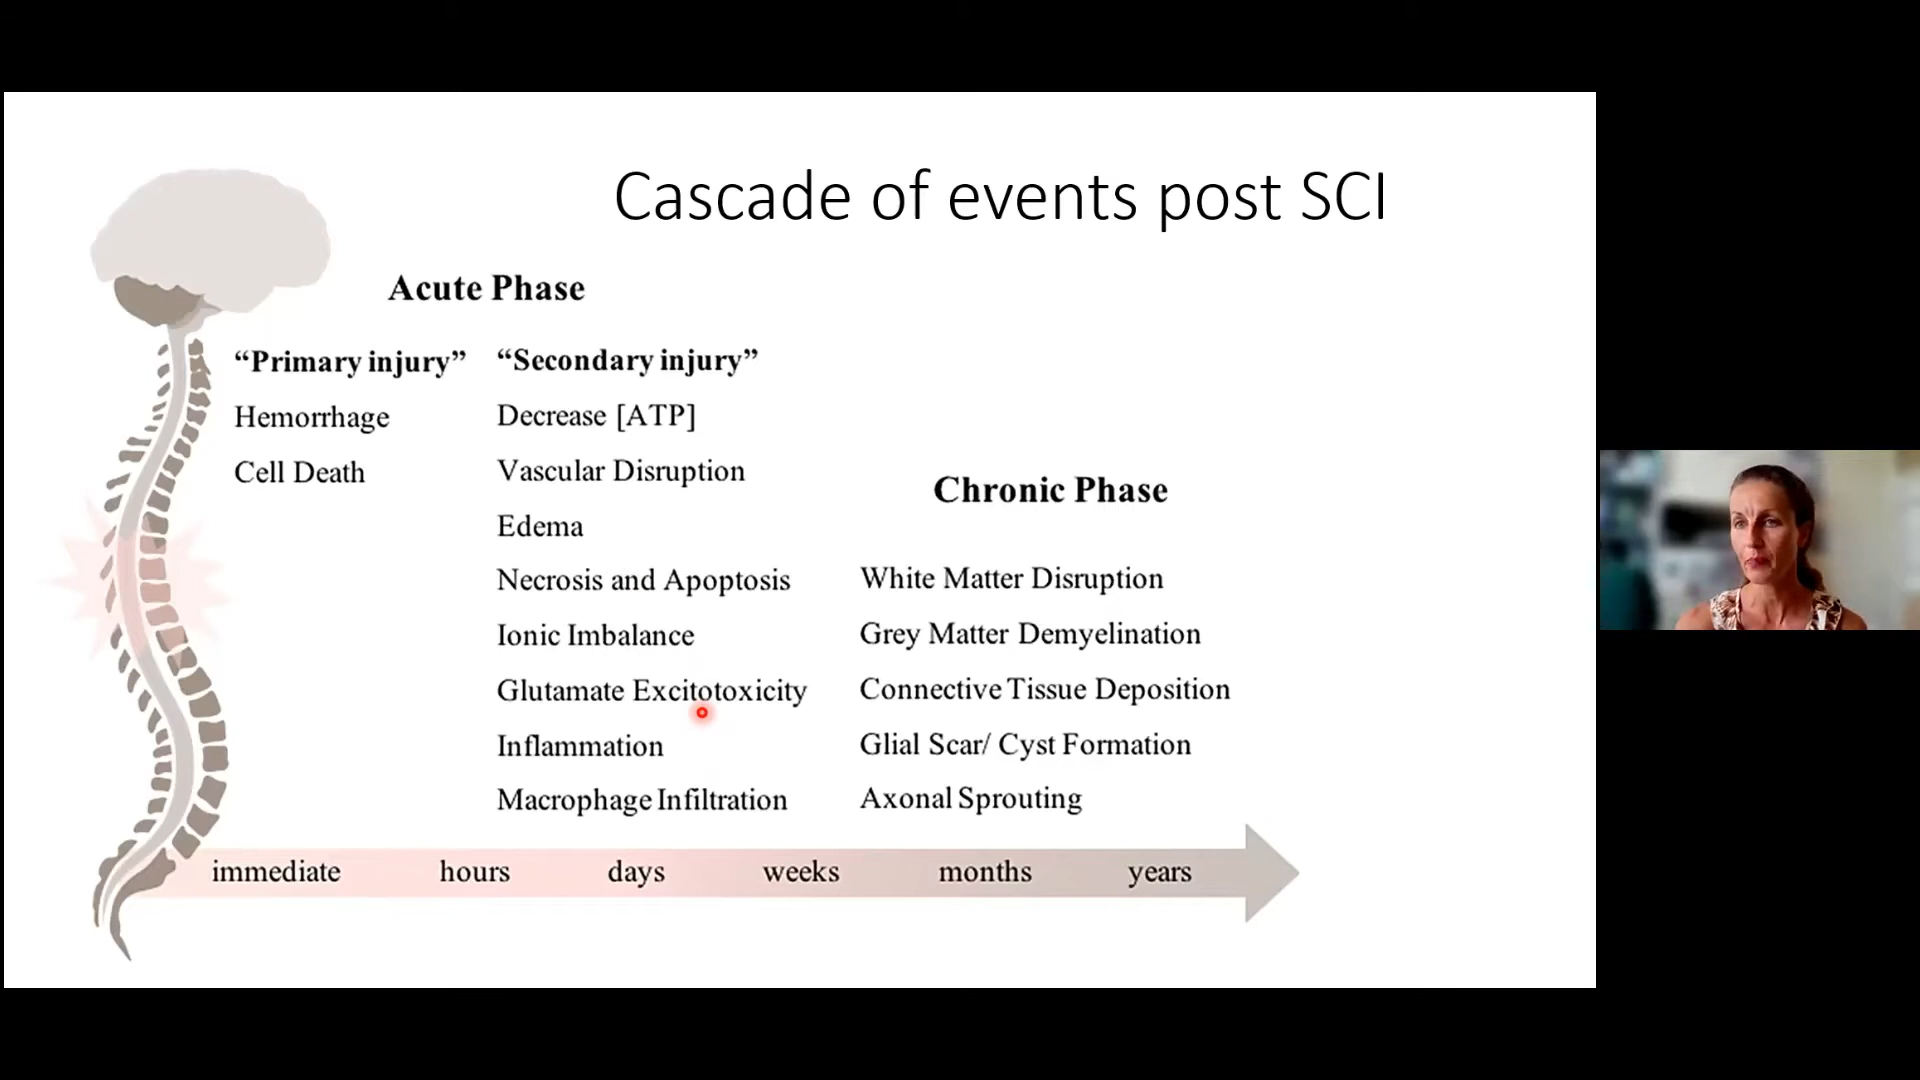 Cascade of events post SCI
Acute Phase
“Primary injury”
Hemorrhage
Cell Death
“Secondary injury”
Decrease [ATP]
Vascular Disruption
Edema
Necrosis and Apoptosis
Ionic Imbalance
Glutamate Excitotoxicity
Inflammation
Macrophage Infiltration
Chronic Phase
White Matter Disruption
Grey Matter Demyelination
Connective Tissue Deposition
Glial Scar/ Cyst Formation
Axonal Sprouting
immediate hours days weeks months years